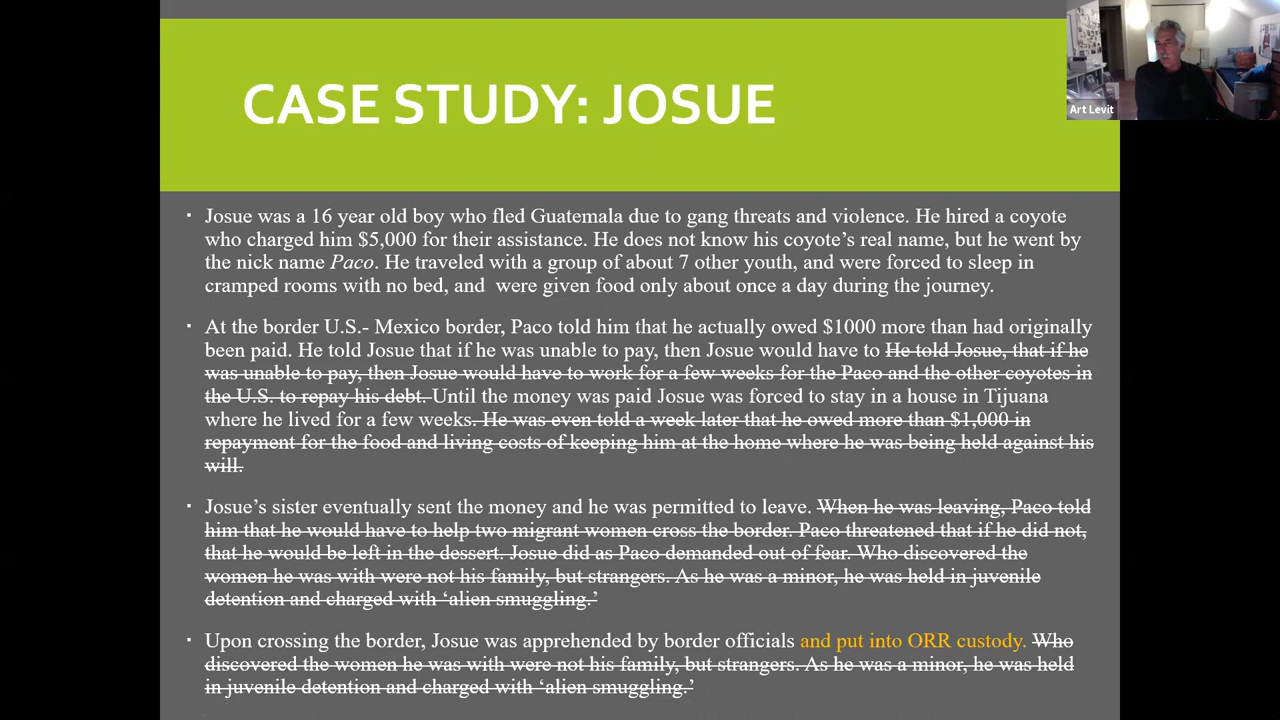 CASE STUDY: JOSUE
Art Levit
▪ Josue was a 16 year old boy who fled Guatemala due to gang threats and violence. He hired a coyote
who charged him $5,000 for their assistance. He does not know his coyote’s real name, but he went by
the nick name Paco. He traveled with a group of about 7 other youth, and were forced to sleep in
cramped rooms with no bed, and  were given food only about once a day during the journey.
▪ At the border U.S.- Mexico border, Paco told him that he actually owed $1000 more than had originally
been paid. He told Josue that if he was unable to pay, then Josue would have to He told Josue, that if he
was unable to pay, then Josue would have to work for a few weeks for the Paco and the other coyotes in
the U.S. to repay his debt. Until the money was paid Josue was forced to stay in a house in Tijuana
where he lived for a few weeks. He was even told a week later that he owed more than $1,000 in
repayment for the food and living costs of keeping him at the home where he was being held against his
will.
▪ Josue’s sister eventually sent the money and he was permitted to leave. When he was leaving, Paco told
him that he would have to help two migrant women cross the border. Paco threatened that if he did not,
that he would be left in the dessert. Josue did as Paco demanded out of fear. Who discovered the
women he was with were not his family, but strangers. As he was a minor, he was held in juvenile
detention and charged with ‘alien smuggling.’
▪ Upon crossing the border, Josue was apprehended by border officials and put into ORR custody. Who
discovered the women he was with were not his family, but strangers. As he was a minor, he was held
in juvenile detention and charged with ‘alien smuggling.’